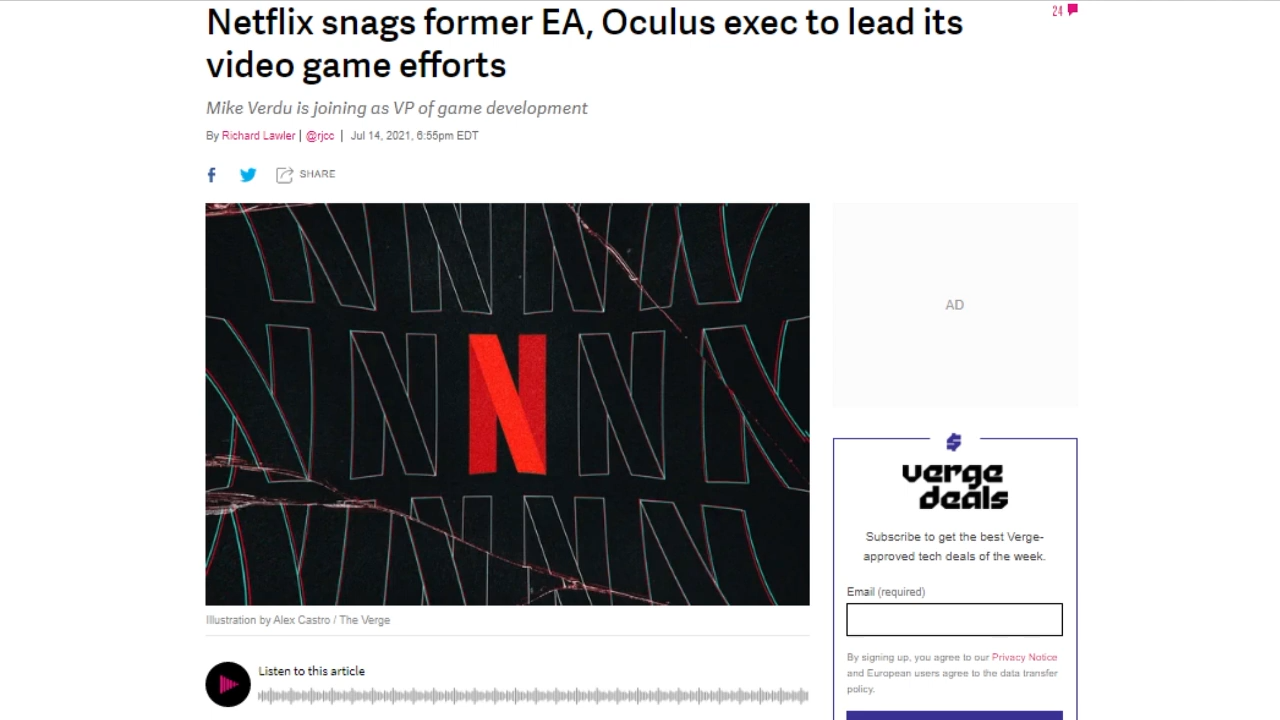 Netflix snags former EA, Oculus exec to lead its
video game efforts
24
Mike Verdu is joining as VP of game development
By Richard Lawler | @rjcc | Jul 14, 2021, 6:55pm EDT
SHARE
AD
N
verge
deals
Subscribe to get the best Verge-
approved tech deals of the week.
Email (required)
Illustration by Alex Castro / The Verge
By signing up, you agree to our Privacy Notice
and European users agree to the data transfer
policy.
Listen to this article